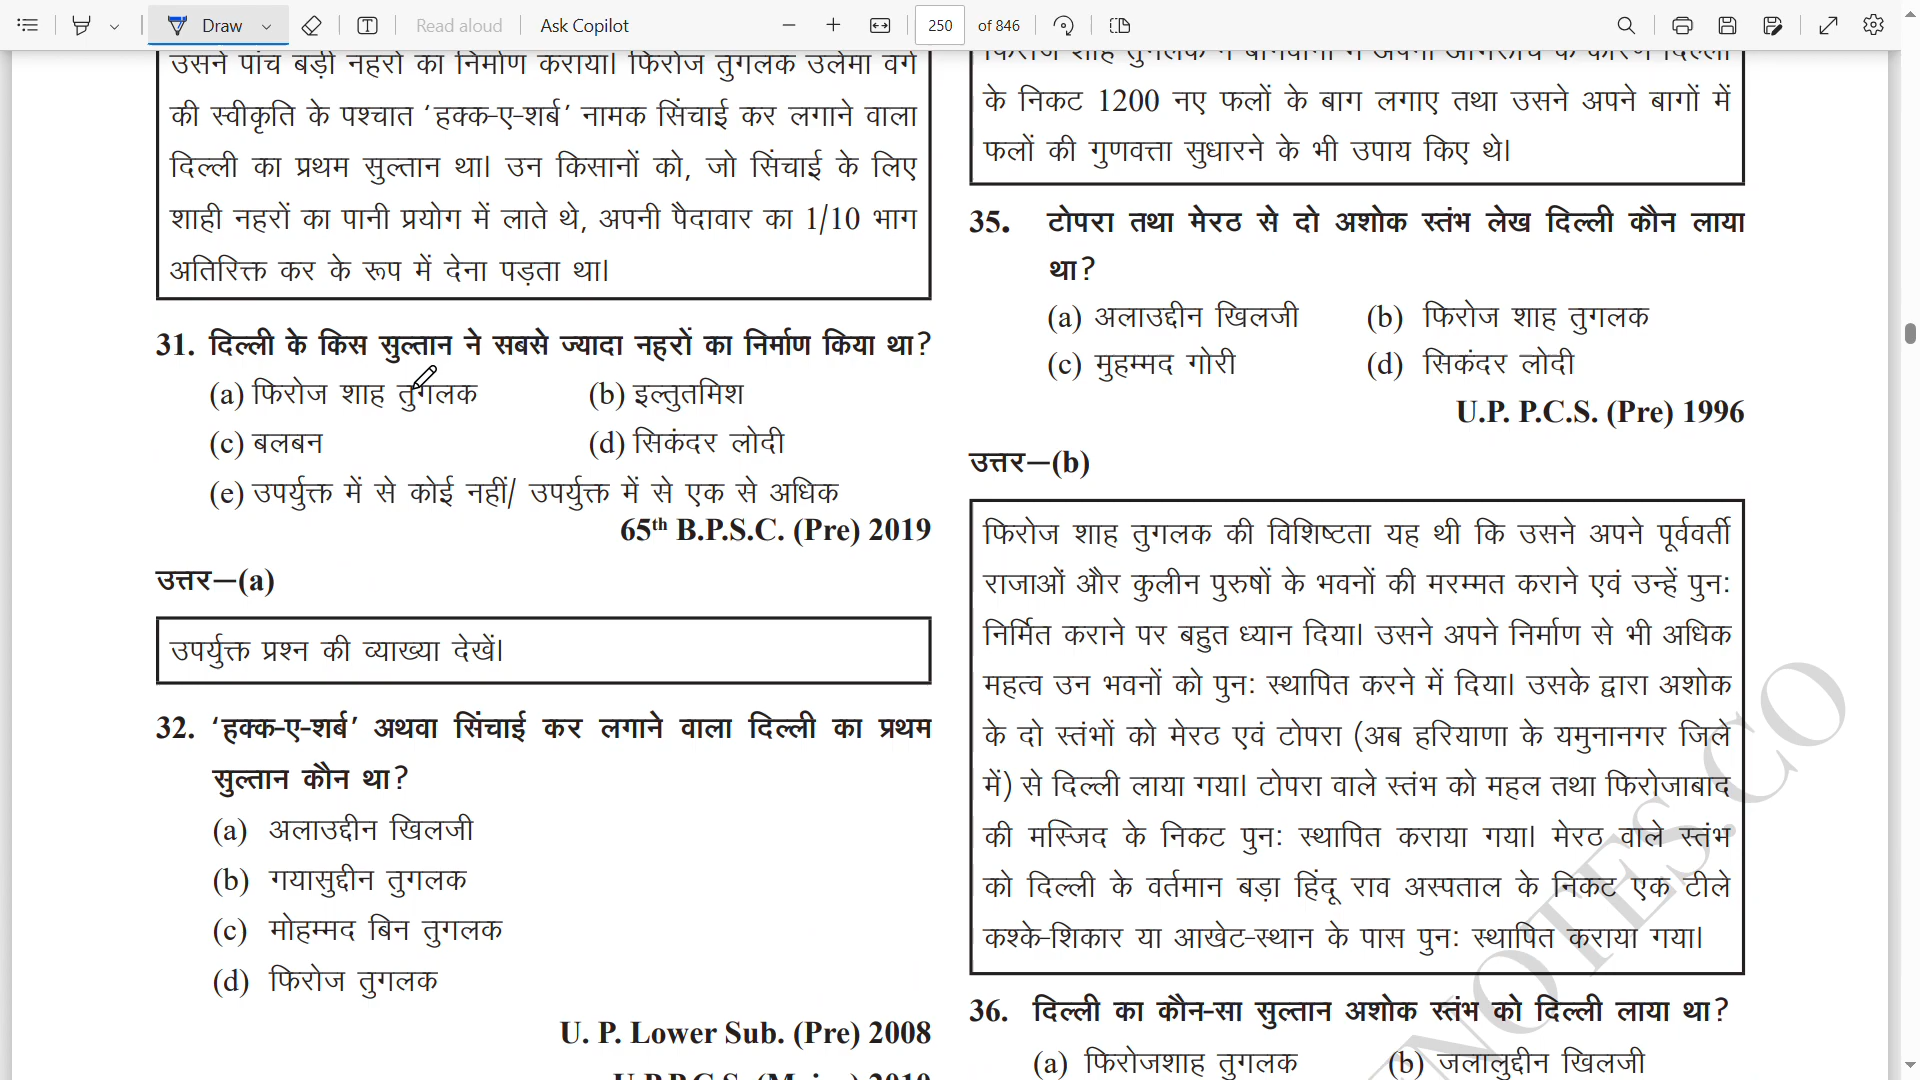 Draw
Read aloud
Ask Copilot
250 of 846
उसने पांच बड़ी नहरों का निर्माण कराया। फिरोज तुगलक उलेमा वर्ग
की स्वीकृति के पश्चात ‘हक्क-ए-शर्ब’ नामक सिंचाई कर लगाने वाला
दिल्ली का प्रथम सुल्तान था। उन किसानों को, जो सिंचाई के लिए
शाही नहरों का पानी प्रयोग में लाते थे, अपनी पैदावार का 1/10 भाग
अतिरिक्त कर के रूप में देना पड़ता था।
31. दिल्ली के किस सुल्तान ने सबसे ज्यादा नहरों का निर्माण किया था?
(a) फिरोज शाह तुगलक (b) इल्तुतमिश
(c) बलबन (d) सिकंदर लोदी
(e) उपर्युक्त में से कोई नहीं/ उपर्युक्त में से एक से अधिक
65th B.P.S.C. (Pre) 2019
उत्तर—(a)
उपर्युक्त प्रश्न की व्याख्या देखें।
32. ‘हक्क-ए-शर्ब’ अथवा सिंचाई कर लगाने वाला दिल्ली का प्रथम
सुल्तान कौन था?
(a) अलाउद्दीन खिलजी
(b) गयासुद्दीन तुगलक
(c) मोहम्मद बिन तुगलक
(d) फिरोज तुगलक
U. P. Lower Sub. (Pre) 2008
फिरोज शाह तुगलक ने बागवानी में अपनी अभिरुचि के कारण दिल्ली
के निकट 1200 नए फलों के बाग लगाए तथा उसने अपने बागों में
फलों की गुणवत्ता सुधारने के भी उपाय किए थे।
35. टोपरा तथा मेरठ से दो अशोक स्तंभ लेख दिल्ली कौन लाया
था?
(a) अलाउद्दीन खिलजी (b) फिरोज शाह तुगलक
(c) मुहम्मद गोरी (d) सिकंदर लोदी
U.P. P.C.S. (Pre) 1996
उत्तर—(b)
फिरोज शाह तुगलक की विशिष्टता यह थी कि उसने अपने पूर्ववर्ती
राजाओं और कुलीन पुरुषों के भवनों की मरम्मत कराने एवं उन्हें पुनः
निर्मित कराने पर बहुत ध्यान दिया। उसने अपने निर्माण से भी अधिक
महत्व उन भवनों को पुनः स्थापित करने में दिया। उसके द्वारा अशोक
के दो स्तंभों को मेरठ एवं टोपरा (अब हरियाणा के यमुनानगर जिले
में) से दिल्ली लाया गया। टोपरा वाले स्तंभ को महल तथा फिरोजाबाद
की मस्जिद के निकट पुनः स्थापित कराया गया। मेरठ वाले स्तंभ
को दिल्ली के वर्तमान बड़ा हिंदू राव अस्पताल के निकट एक टीले
कश्के-शिकार या आखेट-स्थान के पास पुनः स्थापित कराया गया।
36. दिल्ली का कौन-सा सुल्तान अशोक स्तंभ को दिल्ली लाया था?
(a) फिरोजशाह तुगलक (b) जलालुद्दीन खिलजी
NOTES.CO